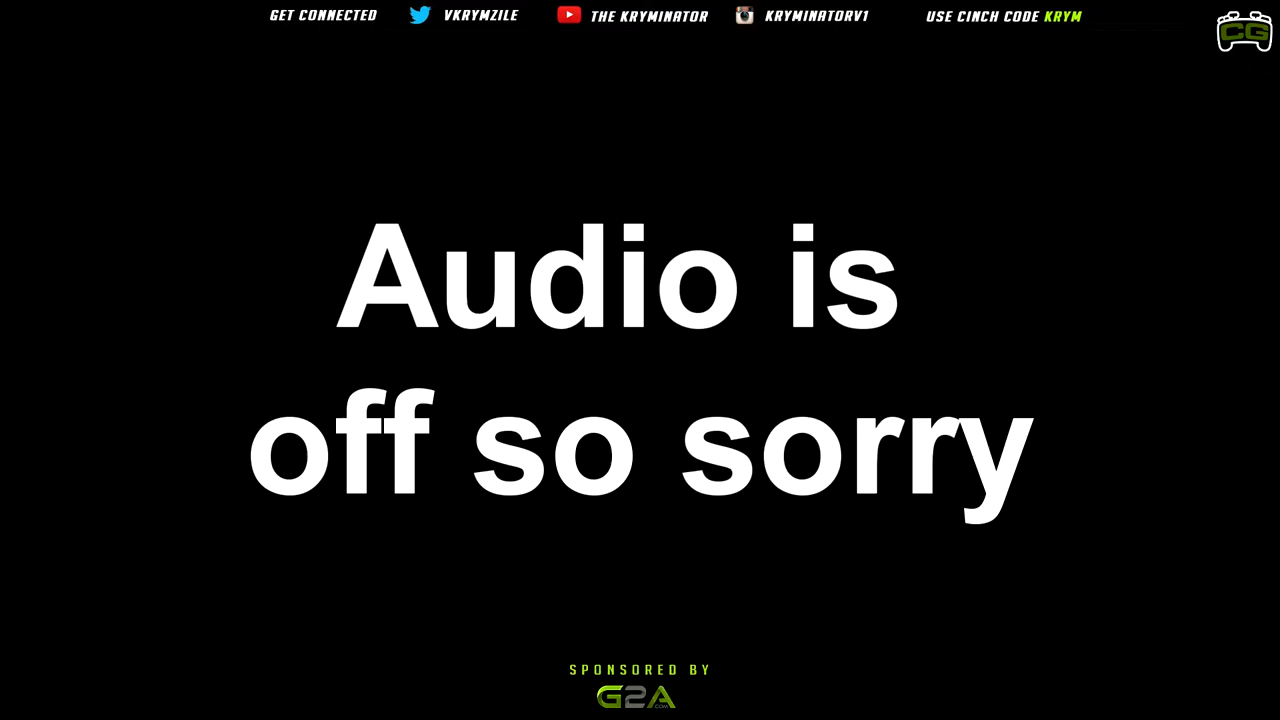 GET CONNECTED VKRYMZILE THE KRYMINATOR KRYMINATORV1 USE CINCH CODE KRYM
CG
Audio is
off so sorry
SPONSORED BY
G2A
.COM